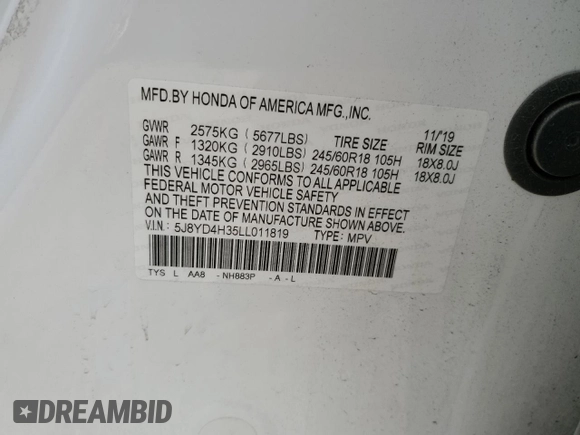 MFD.BY HONDA OF AMERICA MFG.,INC.
11/19
GVWR 2575KG ( 5677LBS) TIRE SIZE RIM SIZE
GAWR F 1320KG ( 2910LBS) 245/60R18 105H 18X8.0J
GAWR R 1345KG ( 2965LBS) 245/60R18 105H 18X8.0J
THIS VEHICLE CONFORMS TO ALL APPLICABLE
FEDERAL MOTOR VEHICLE SAFETY
AND THEFT PREVENTION STANDARDS IN EFFECT
ON THE DATE OF MANUFACTURE SHOWN ABOVE.
V.I.N.: 5J8YD4H35LL011819 TYPE: MPV
TYS L AA8 - NH883P - A - L
DREAMBID